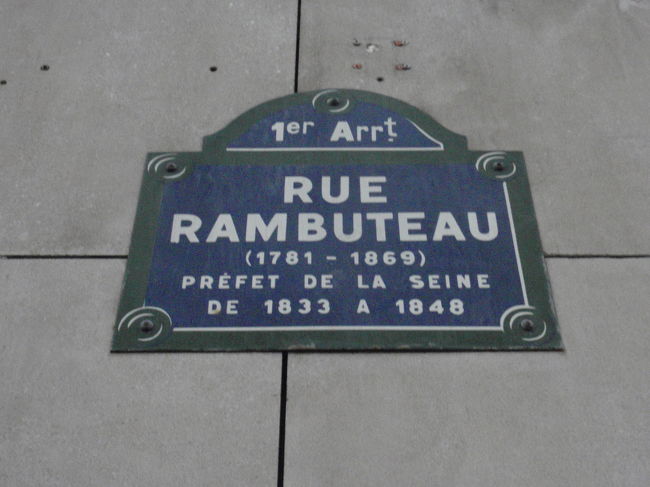 1er Arrt
RUE
RAMBUTEAU
(1781 - 1869)
PRÉFET DE LA SEINE
DE 1833 A 1848